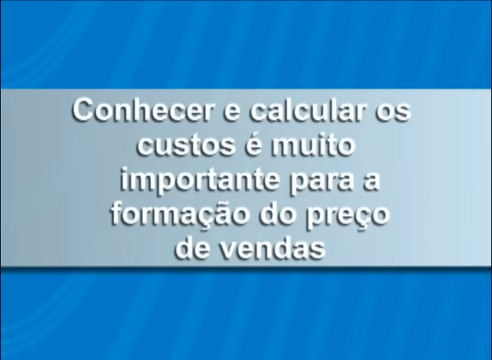 Conhecer e calcular os
custos é muito
importante para a
formação do preço
de vendas